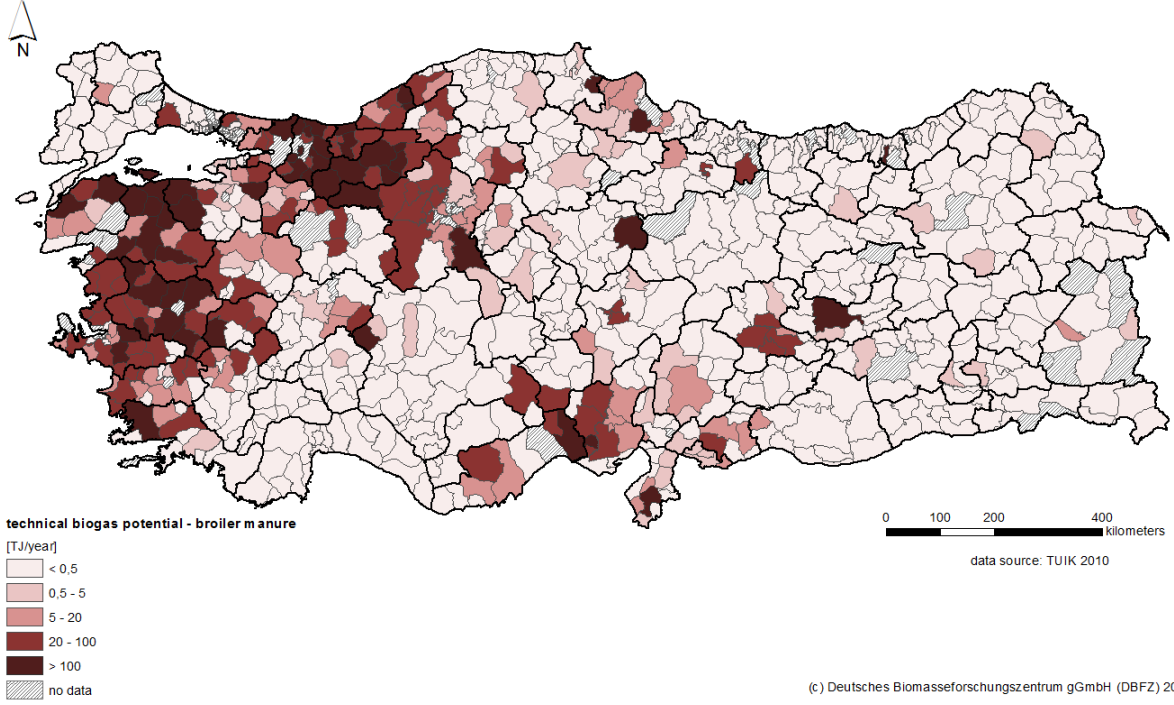 N
technical biogas potential - broiler manure
[TJ/year]
< 0,5
0,5 - 5
5 - 20
20 - 100
> 100
no data
0 100 200 400
kilometers
data source: TUIK 2010
(c) Deutsches Biomasseforschungszentrum gGmbH (DBFZ) 20